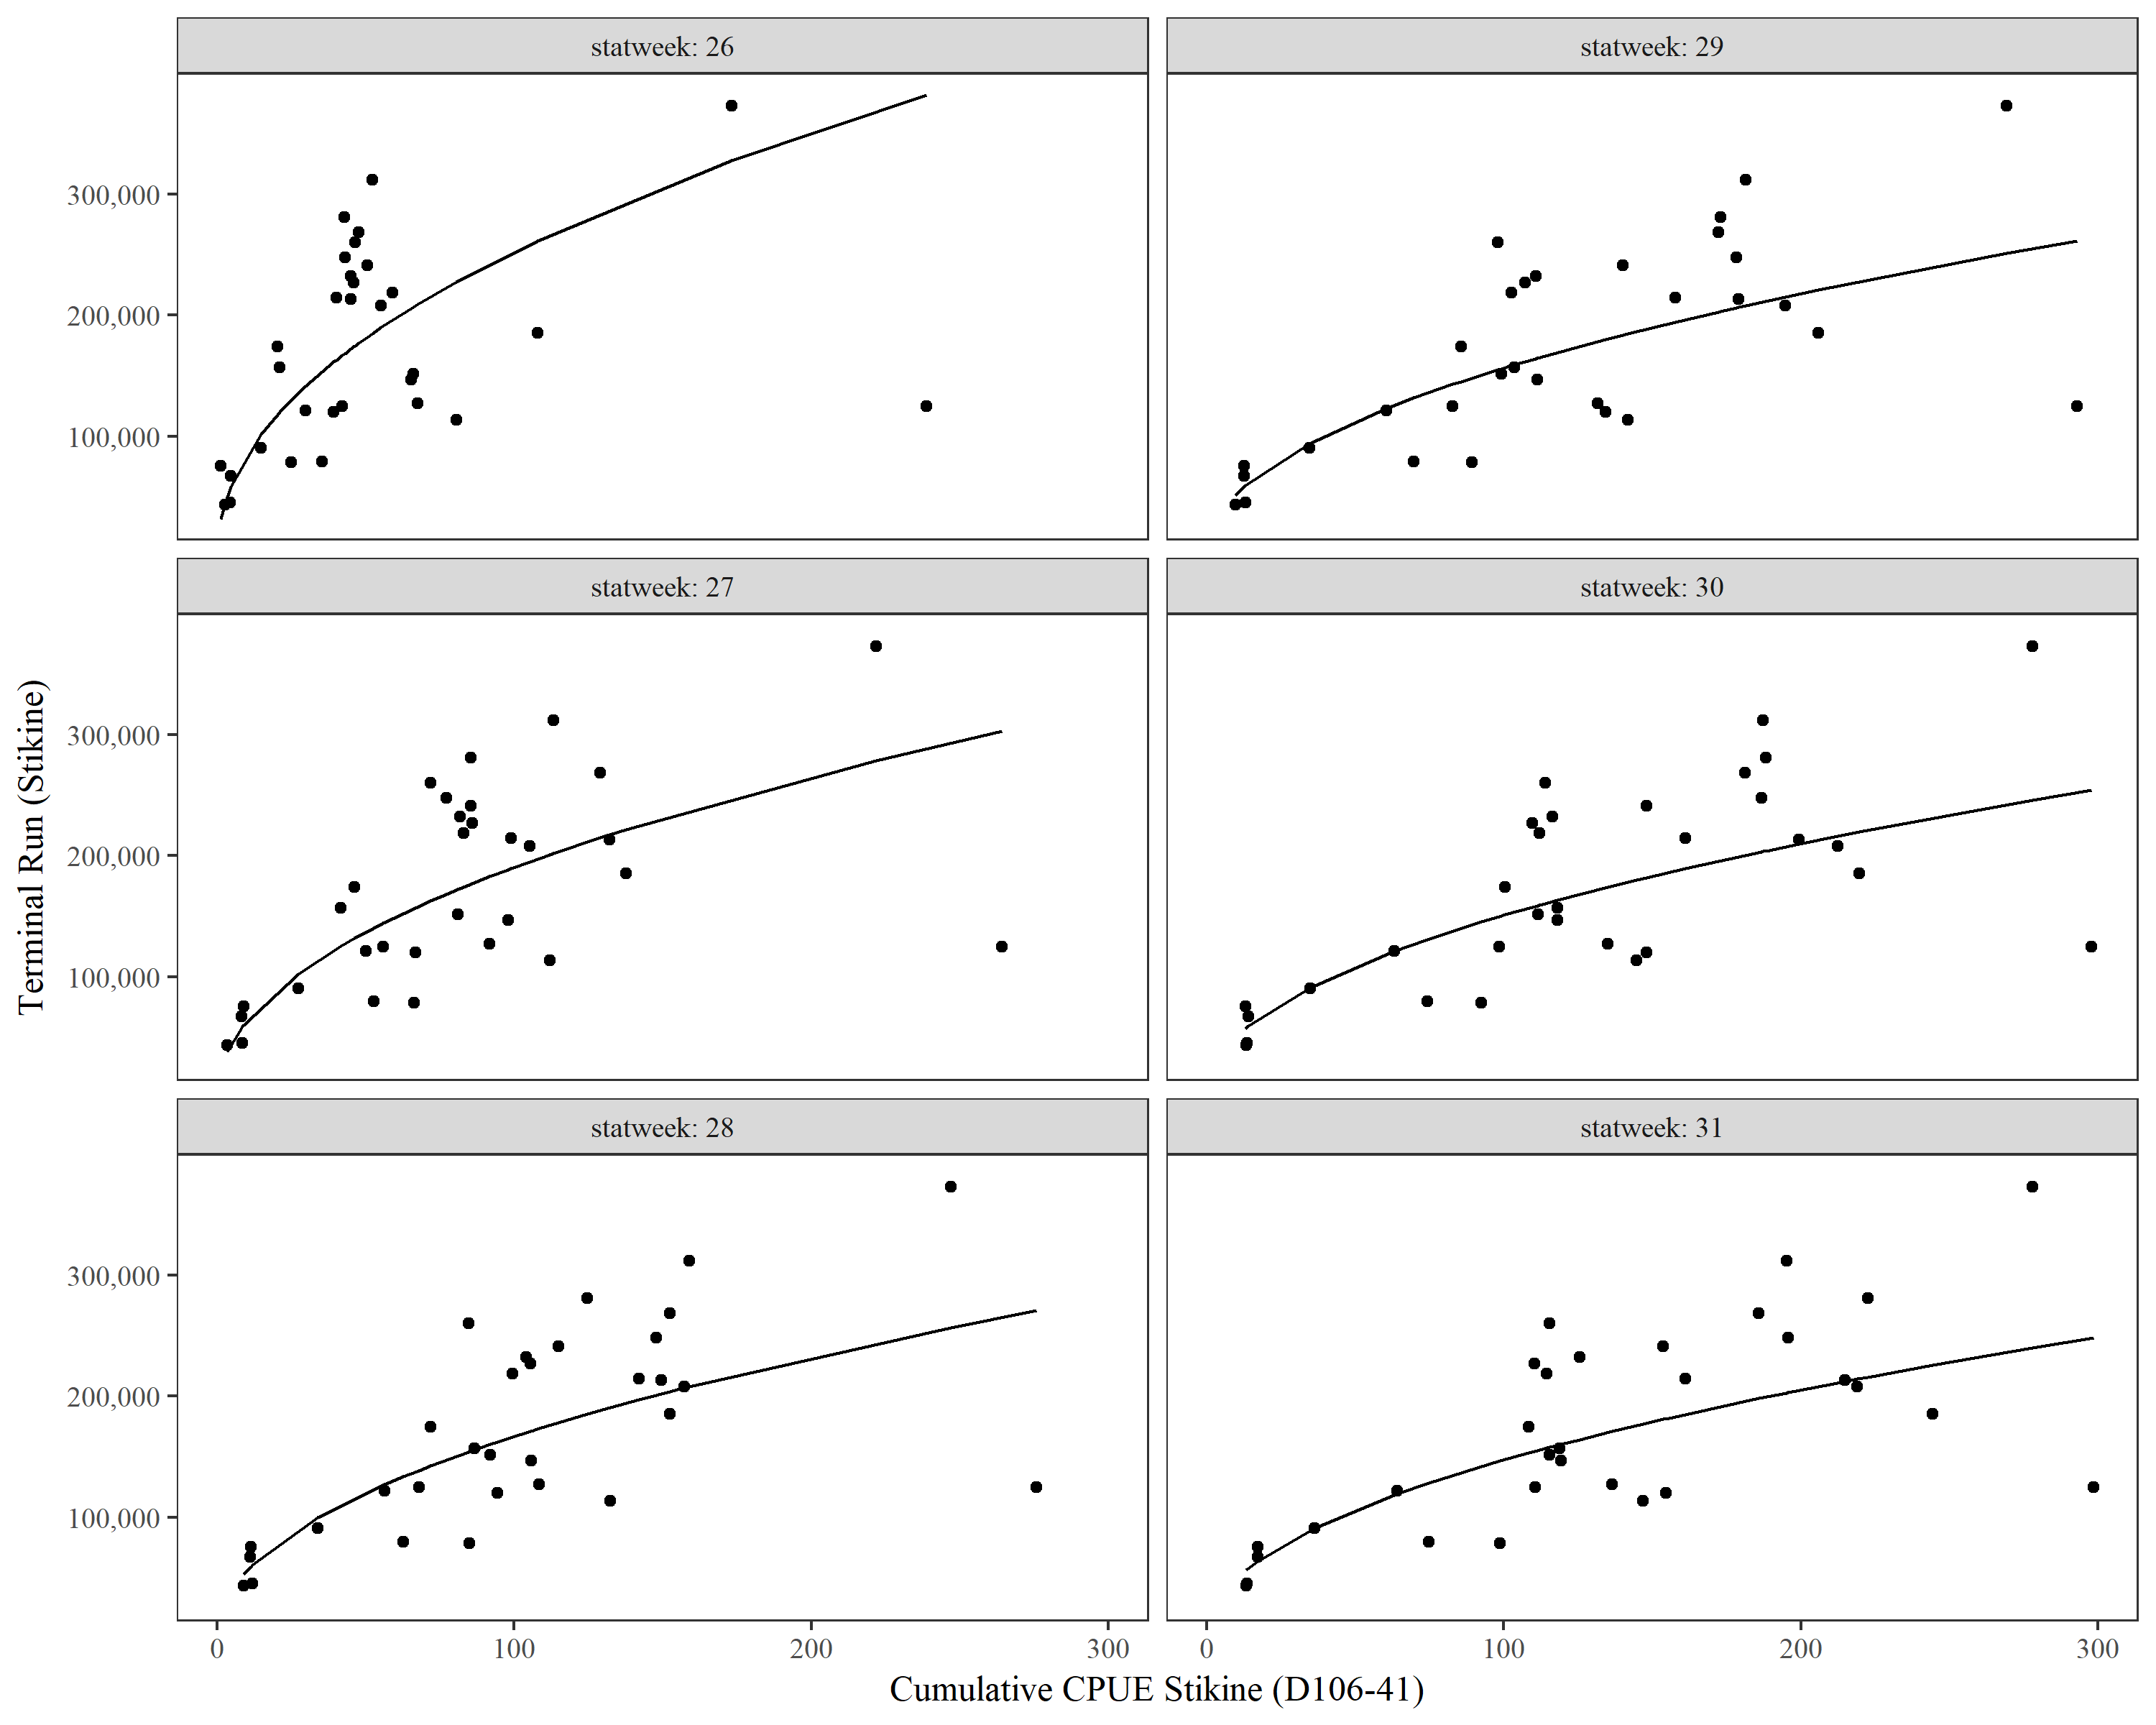 statweek: 26
statweek: 29
300,000
200,000
100,000
statweek: 27
statweek: 30
Terminal Run (Stikine)
300,000
200,000
100,000
statweek: 28
statweek: 31
300,000
200,000
100,000
0 100 200 300 0 100 200 300
Cumulative CPUE Stikine (D106-41)